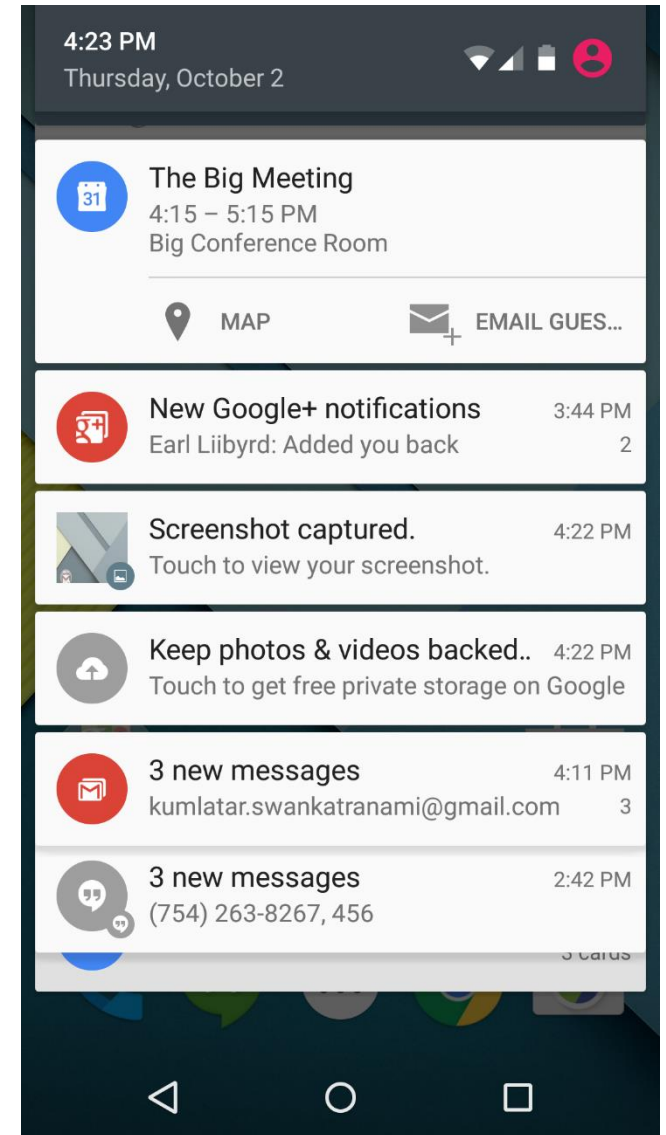 4:23 PM
Thursday, October 2
31
The Big Meeting
4:15 – 5:15 PM
Big Conference Room
MAP
EMAIL GUES...
New Google+ notifications 3:44 PM
Earl Liibyrd: Added you back 2
Screenshot captured. 4:22 PM
Touch to view your screenshot.
Keep photos & videos backed.. 4:22 PM
Touch to get free private storage on Google
3 new messages 4:11 PM
kumlatar.swankatranami@gmail.com 3
3 new messages 2:42 PM
(754) 263-8267, 456
3 cards